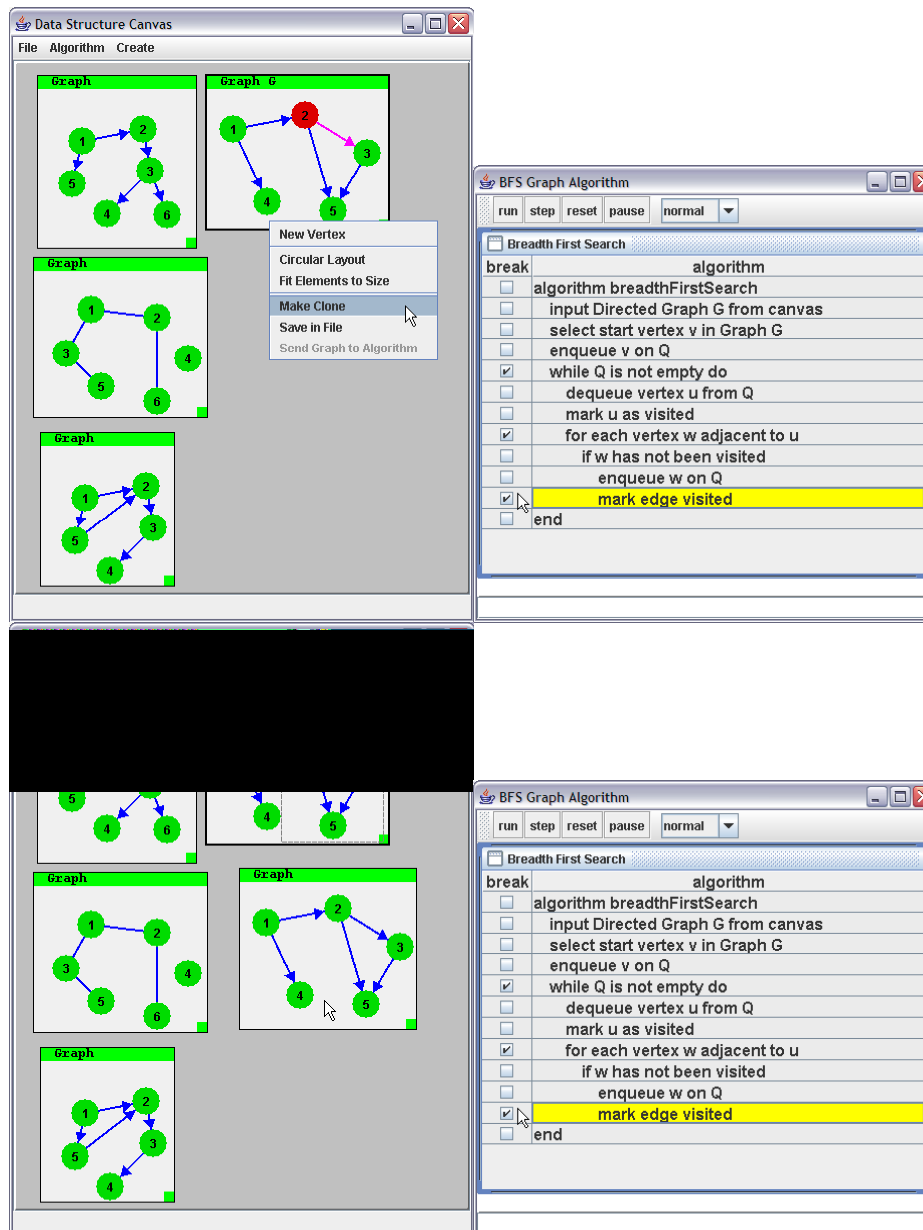 Data Structure Canvas
File Algorithm Create
Graph
1
2
3
5
4
6
Graph G
1
2
3
4
5
New Vertex
Circular Layout
Fit Elements to Size
Make Clone
Save in File
Send Graph to Algorithm
Graph
1
2
3
4
5
6
Graph
1
2
3
5
4
BFS Graph Algorithm
run step reset pause normal
Breadth First Search
break algorithm
algorithm breadthFirstSearch
input Directed Graph G from canvas
select start vertex v in Graph G
enqueue v on Q
while Q is not empty do
dequeue vertex u from Q
mark u as visited
for each vertex w adjacent to u
if w has not been visited
enqueue w on Q
mark edge visited
end
5
4
6
4
5
Graph
1
2
3
4
5
6
Graph
1
2
3
4
5
Graph
1
2
3
5
4
BFS Graph Algorithm
run step reset pause normal
Breadth First Search
break algorithm
algorithm breadthFirstSearch
input Directed Graph G from canvas
select start vertex v in Graph G
enqueue v on Q
while Q is not empty do
dequeue vertex u from Q
mark u as visited
for each vertex w adjacent to u
if w has not been visited
enqueue w on Q
mark edge visited
end